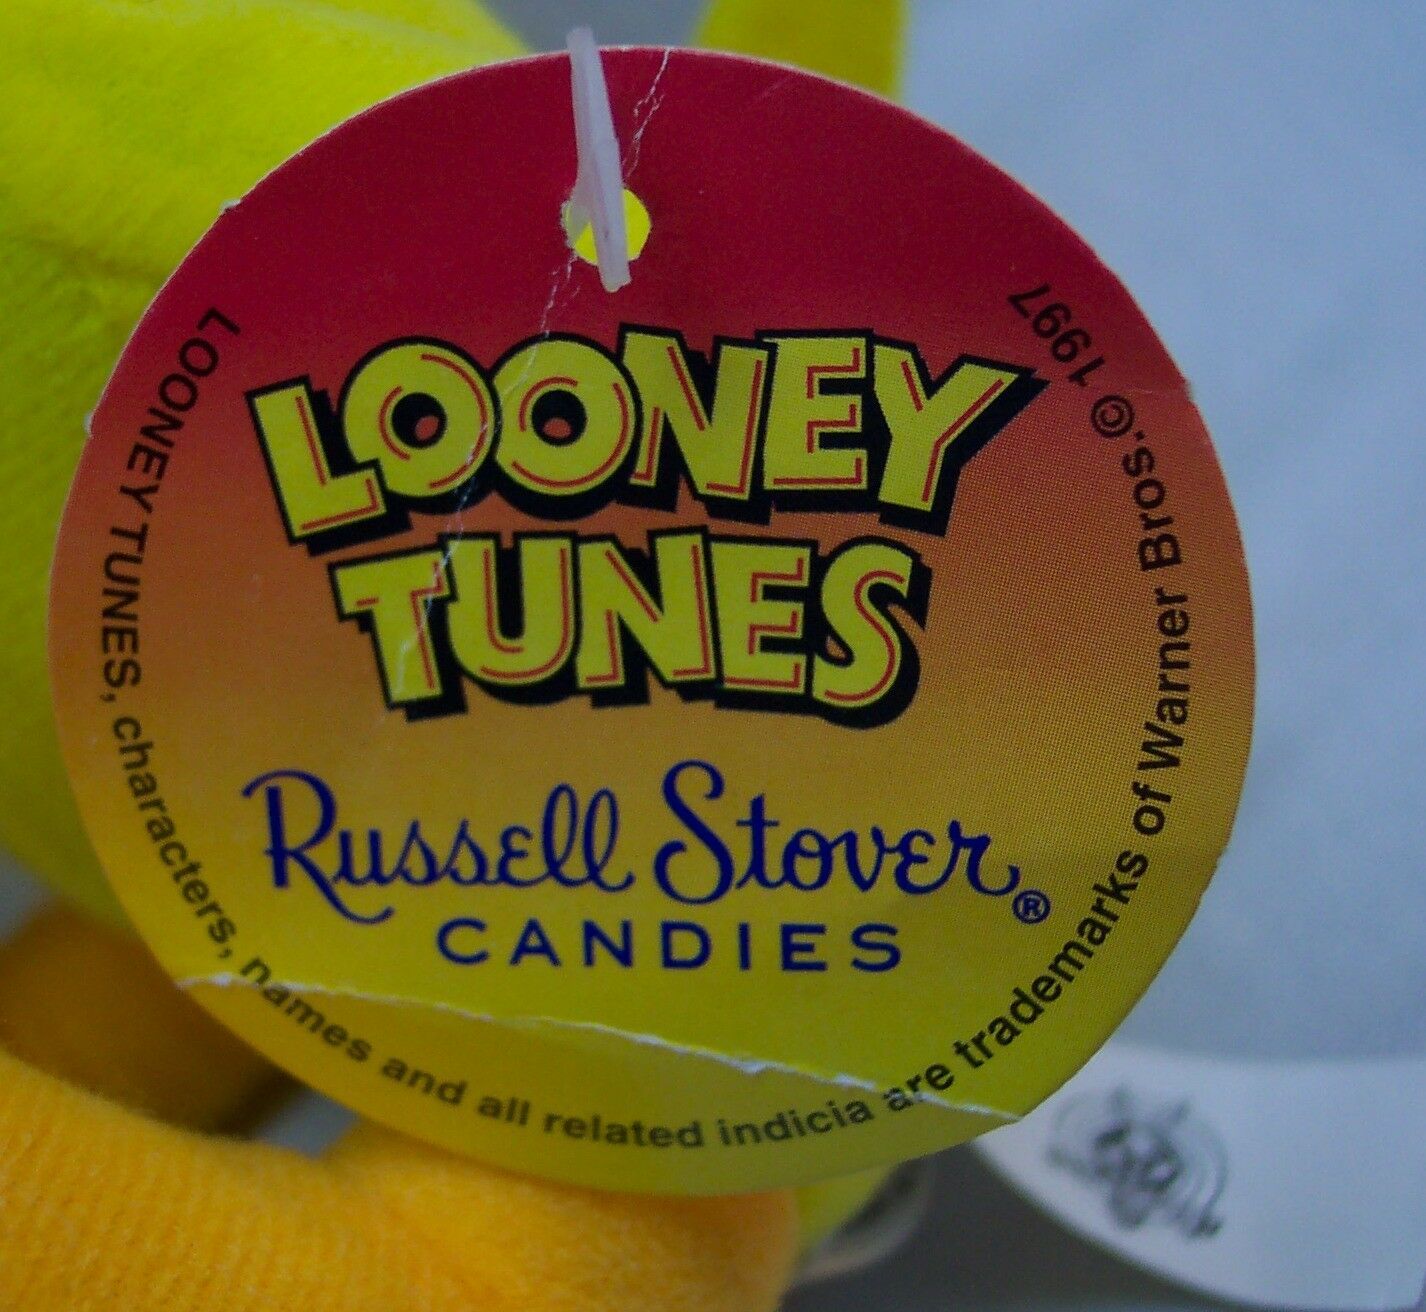 LOONEY
TUNES
Russell Stover®
CANDIES
LOONEY TUNES, characters, names and all related indicia are trademarks of Warner Bros.© 1997